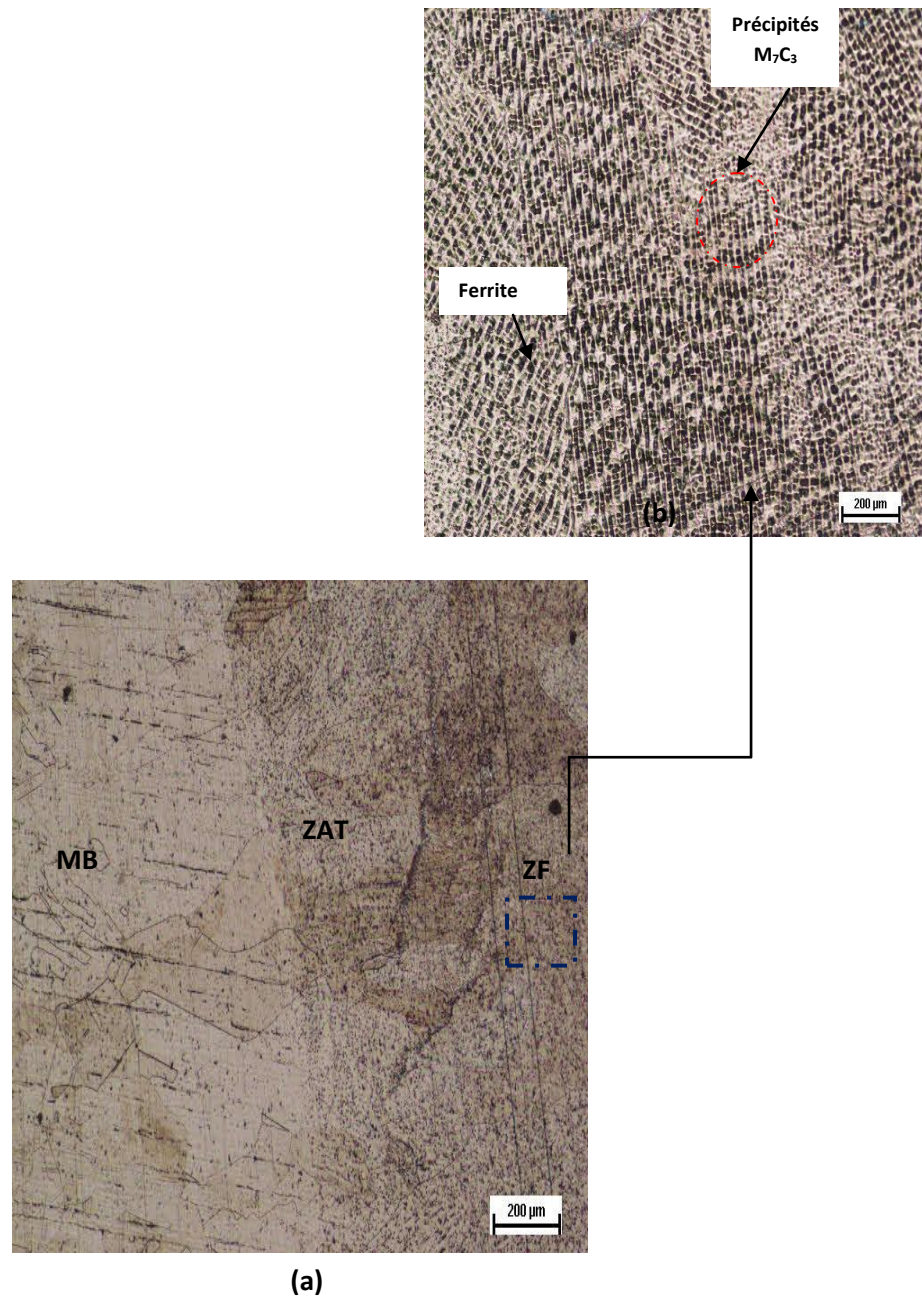 Précipités
M₇C₃
Ferrite
(b)
200 µm
ZAT
MB
ZF
200 µm
(a)